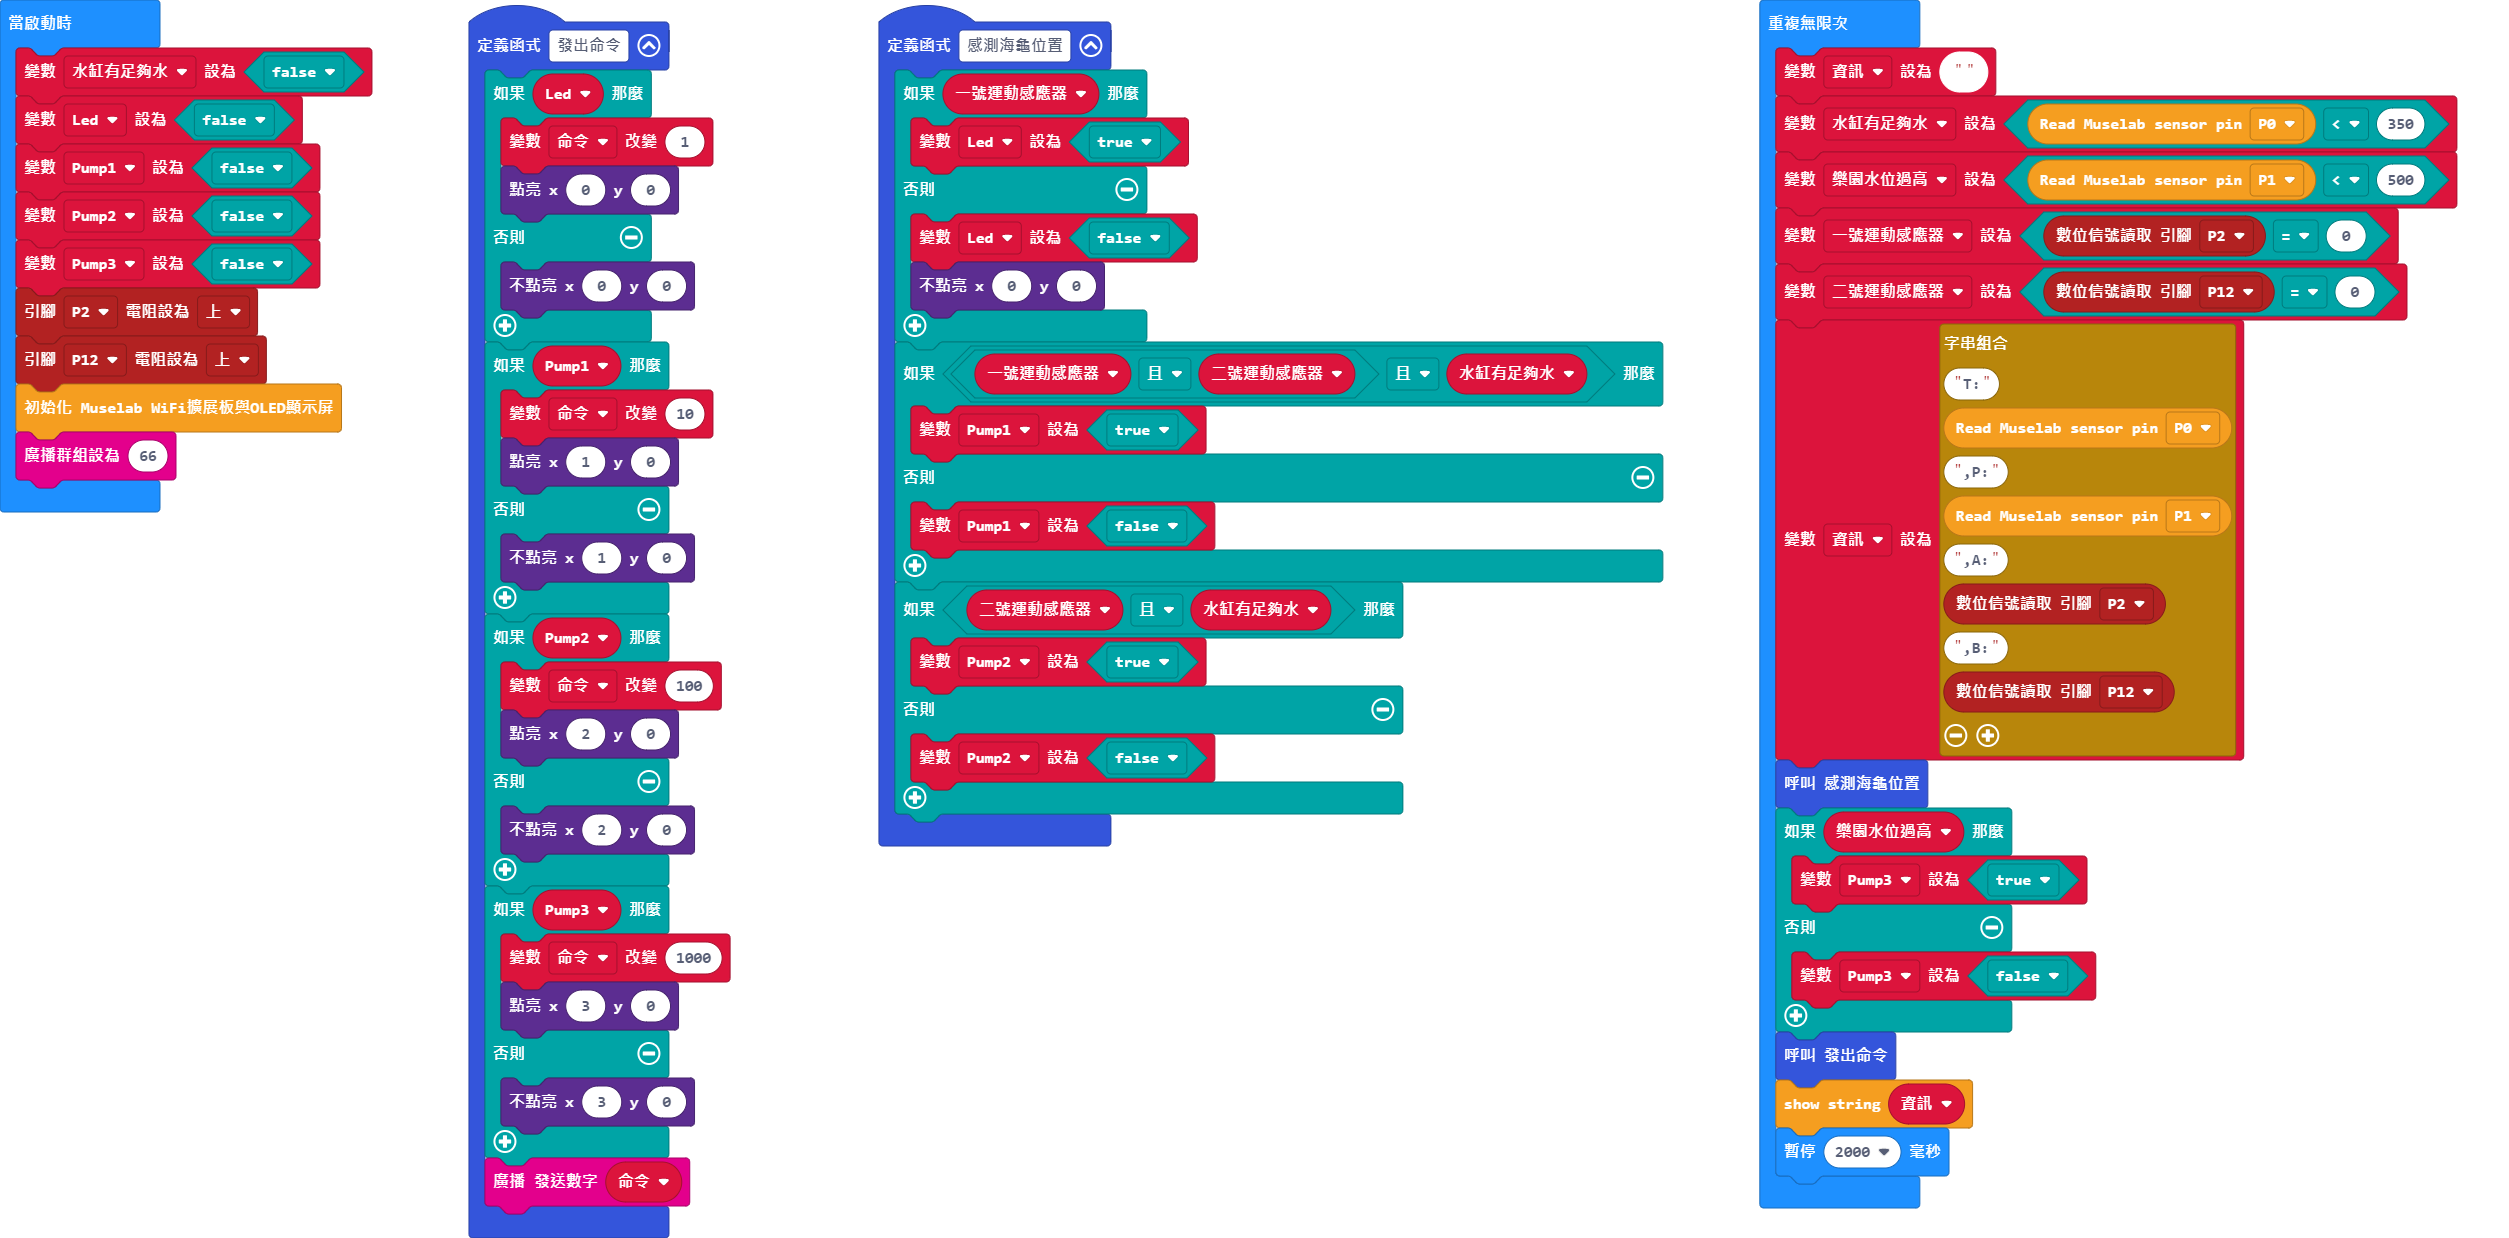 當啟動時
變數 水缸有足夠水 設為 false
變數 Led 設為 false
變數 Pump1 設為 false
變數 Pump2 設為 false
變數 Pump3 設為 false
引腳 P2 電阻設為 上
引腳 P12 電阻設為 上
初始化 Muselab WiFi擴展板與OLED顯示屏
廣播群組設為 66
定義函式 發出命令
如果 Led 那麼
變數 命令 改變 1
點亮 x 0 y 0
否則
不點亮 x 0 y 0
如果 Pump1 那麼
變數 命令 改變 10
點亮 x 1 y 0
否則
不點亮 x 1 y 0
如果 Pump2 那麼
變數 命令 改變 100
點亮 x 2 y 0
否則
不點亮 x 2 y 0
如果 Pump3 那麼
變數 命令 改變 1000
點亮 x 3 y 0
否則
不點亮 x 3 y 0
廣播 發送數字 命令
定義函式 感測海龜位置
如果 一號運動感應器 那麼
變數 Led 設為 true
否則
變數 Led 設為 false
不點亮 x 0 y 0
如果 一號運動感應器 且 二號運動感應器 且 水缸有足夠水 那麼
變數 Pump1 設為 true
否則
變數 Pump1 設為 false
如果 二號運動感應器 且 水缸有足夠水 那麼
變數 Pump2 設為 true
否則
變數 Pump2 設為 false
重複無限次
變數 資訊 設為 " "
變數 水缸有足夠水 設為 Read Muselab sensor pin P0 < 350
變數 樂園水位過高 設為 Read Muselab sensor pin P1 < 500
變數 一號運動感應器 設為 數位信號讀取 引腳 P2 = 0
變數 二號運動感應器 設為 數位信號讀取 引腳 P12 = 0
變數 資訊 設為
字串組合
"T:"
Read Muselab sensor pin P0
",P:"
Read Muselab sensor pin P1
",A:"
數位信號讀取 引腳 P2
",B:"
數位信號讀取 引腳 P12
呼叫 感測海龜位置
如果 樂園水位過高 那麼
變數 Pump3 設為 true
否則
變數 Pump3 設為 false
呼叫 發出命令
show string 資訊
暫停 2000 毫秒